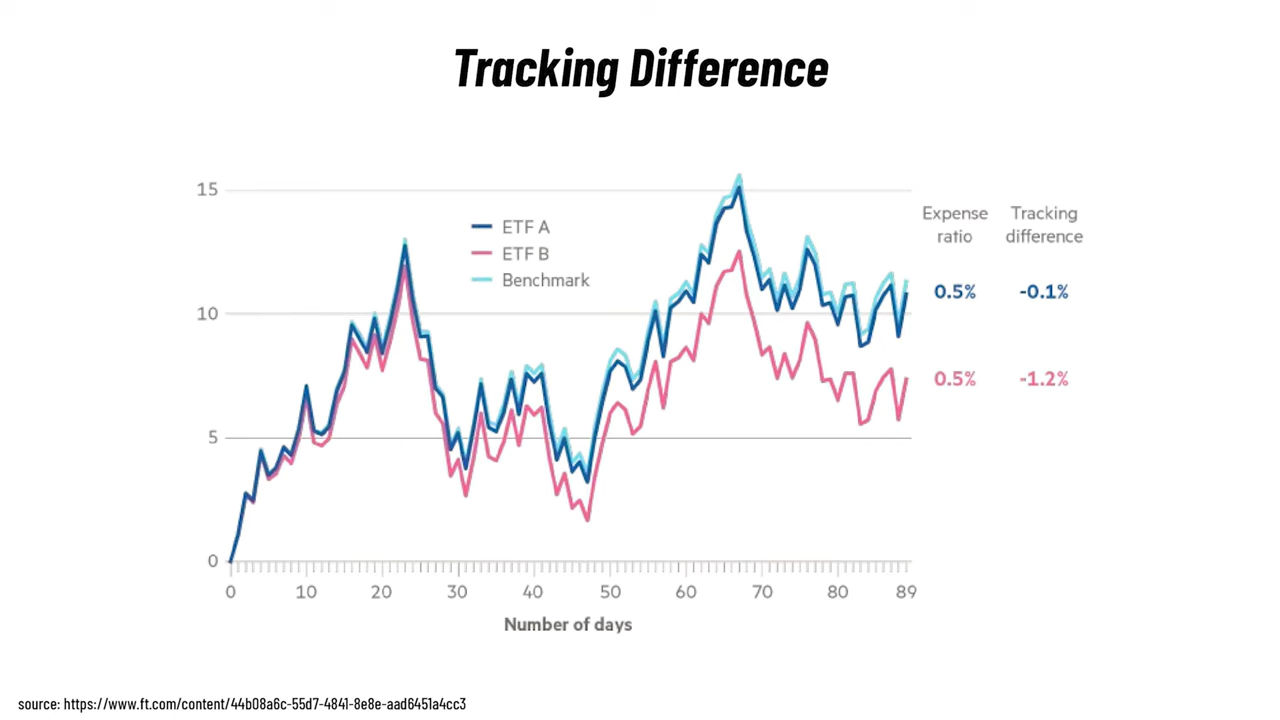 Tracking Difference
15
10
5
0
ETF A
ETF B
Benchmark
Expense ratio
Tracking difference
0.5%
-0.1%
0.5%
-1.2%
0 10 20 30 40 50 60 70 80 89
Number of days
source: https://www.ft.com/content/44b08a6c-55d7-4841-8e8e-aad6451a4cc3